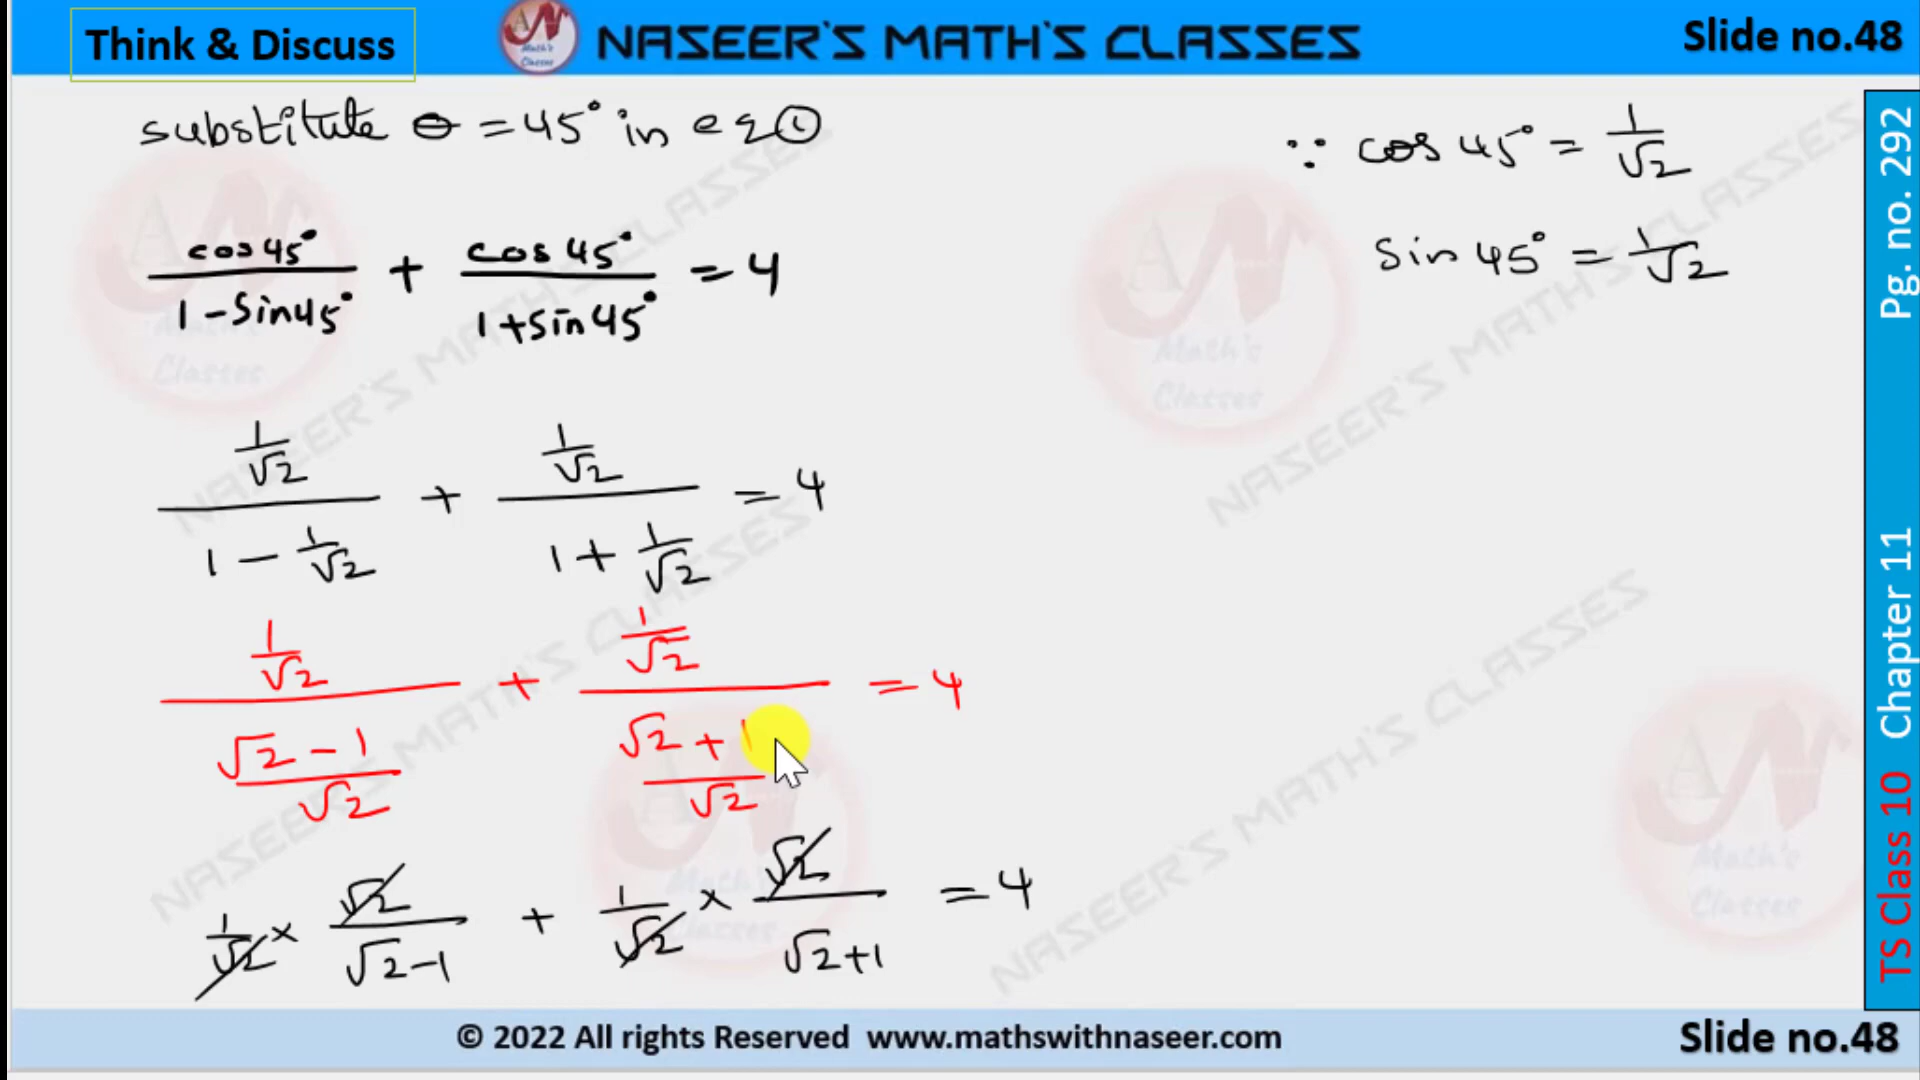 Think & Discuss
NASEER'S MATH'S CLASSES
Slide no.48
substitute θ = 45° in eq ①
∵ cos 45° = 1/√2
sin 45° = 1/√2
cos 45°/(1 - sin 45°) + cos 45°/(1 + sin 45°) = 4
(1/√2)/(1 - 1/√2) + (1/√2)/(1 + 1/√2) = 4
(1/√2)/((√2 - 1)/√2) + (1/√2)/((√2 + 1)/√2) = 4
1/√2 × √2/(√2 - 1) + 1/√2 × √2/(√2 + 1) = 4
TS Class 10 Chapter 11 Pg. no. 292
© 2022 All rights Reserved www.mathswithnaseer.com
Slide no.48